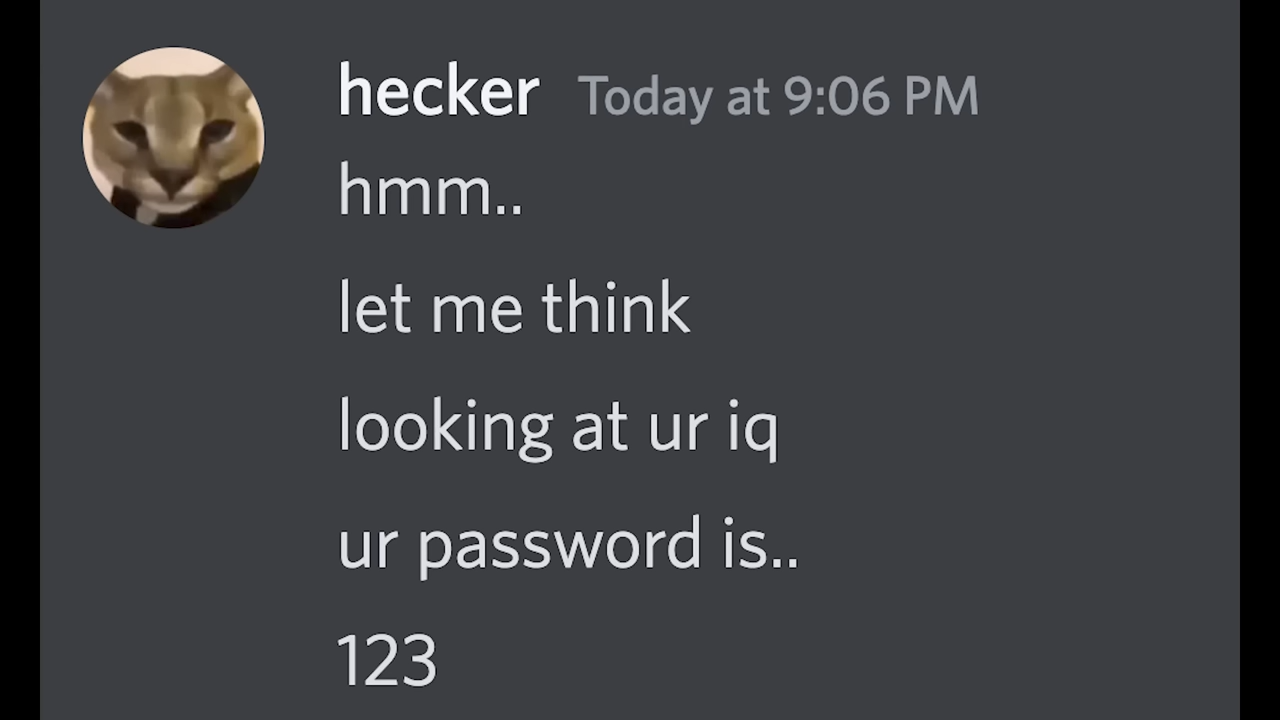 hecker Today at 9:06 PM
hmm..
let me think
looking at ur iq
ur password is..
123